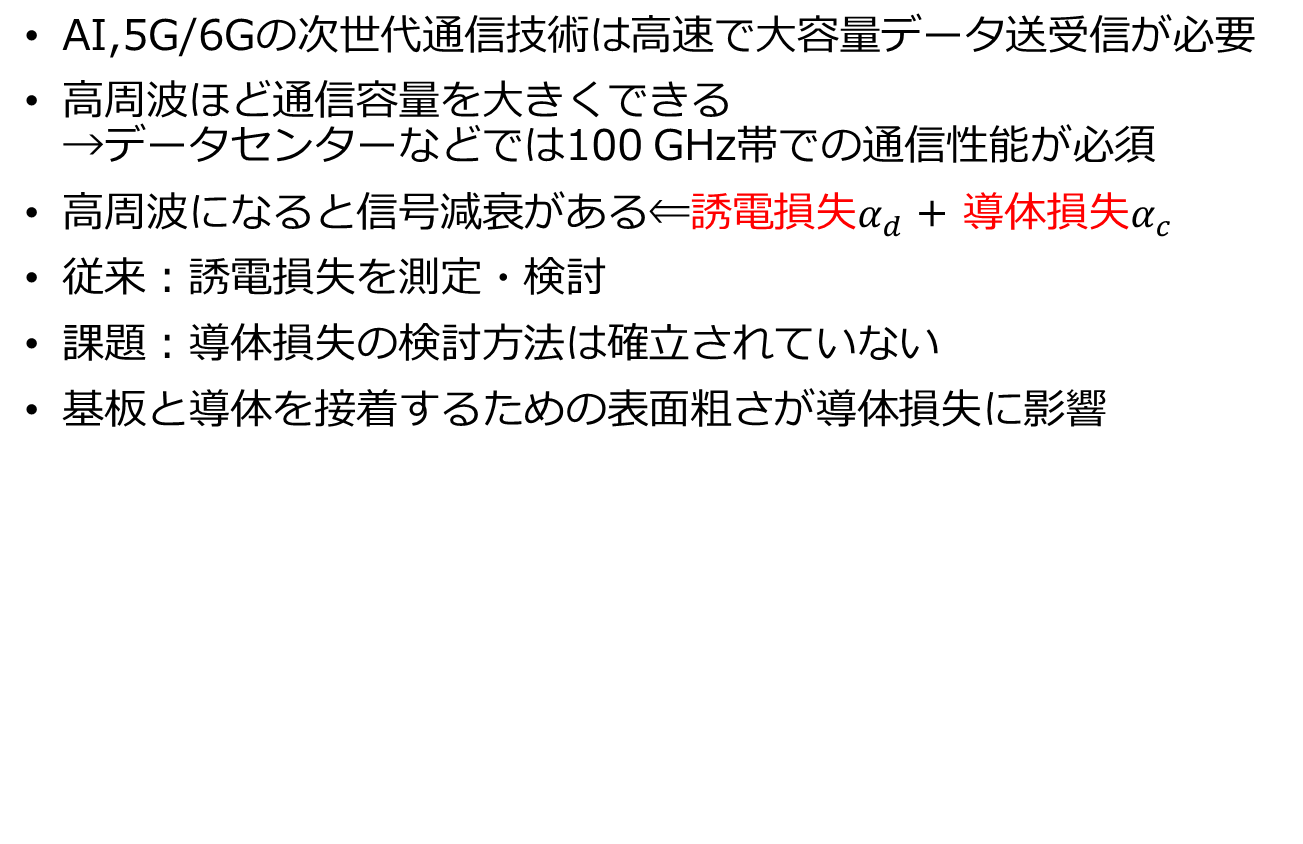 • AI,5G/6Gの次世代通信技術は高速で大容量データ送受信が必要
• 高周波ほど通信容量を大きくできる
→データセンターなどでは100 GHz帯での通信性能が必須
• 高周波になると信号減衰がある⇐誘電損失α_d + 導体損失α_c
• 従来：誘電損失を測定・検討
• 課題：導体損失の検討方法は確立されていない
• 基板と導体を接着するための表面粗さが導体損失に影響